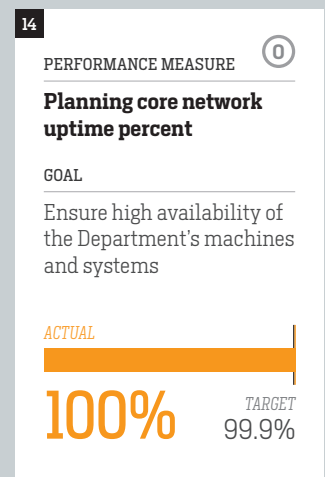 14
O
PERFORMANCE MEASURE
Planning core network
uptime percent
GOAL
Ensure high availability of
the Department's machines
and systems
ACTUAL
100%
TARGET
99.9%